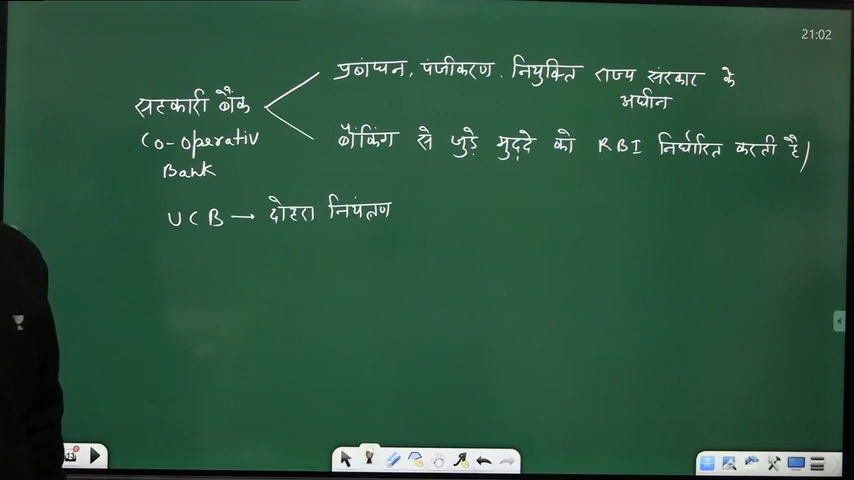 21:02
प्रबंधन, पंजीकरण. नियुक्ति राज्य सरकार के
अधीन
सहकारी बैंक
Co-operativ
Bank
बैंकिंग से जुड़े मुद्दे को RBI निर्धारित करती है/
UCB → दोहरा नियंत्रण